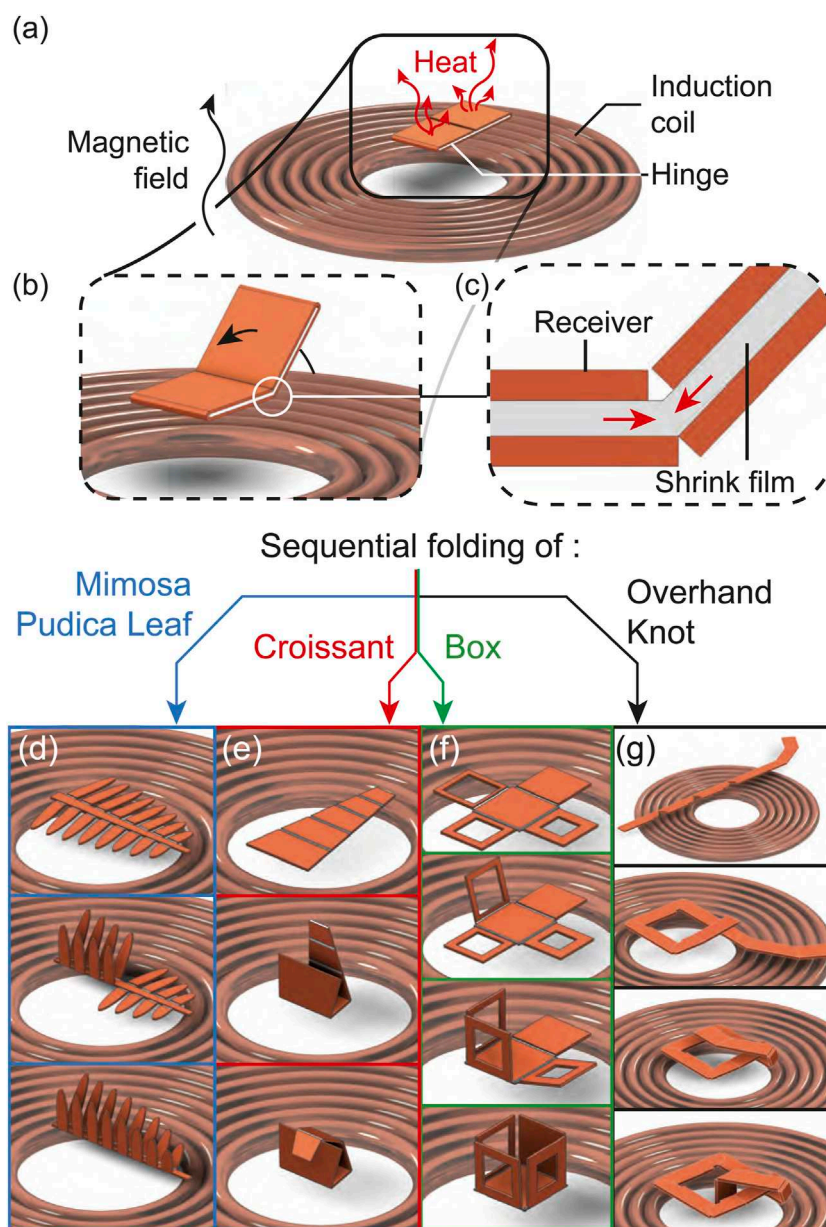 (a)
Heat
Induction
coil
Magnetic
field
Hinge
(b)
(c)
Receiver
Shrink film
Sequential folding of :
Mimosa
Pudica Leaf
Croissant
Box
Overhand
Knot
(d)
(e)
(f)
(g)